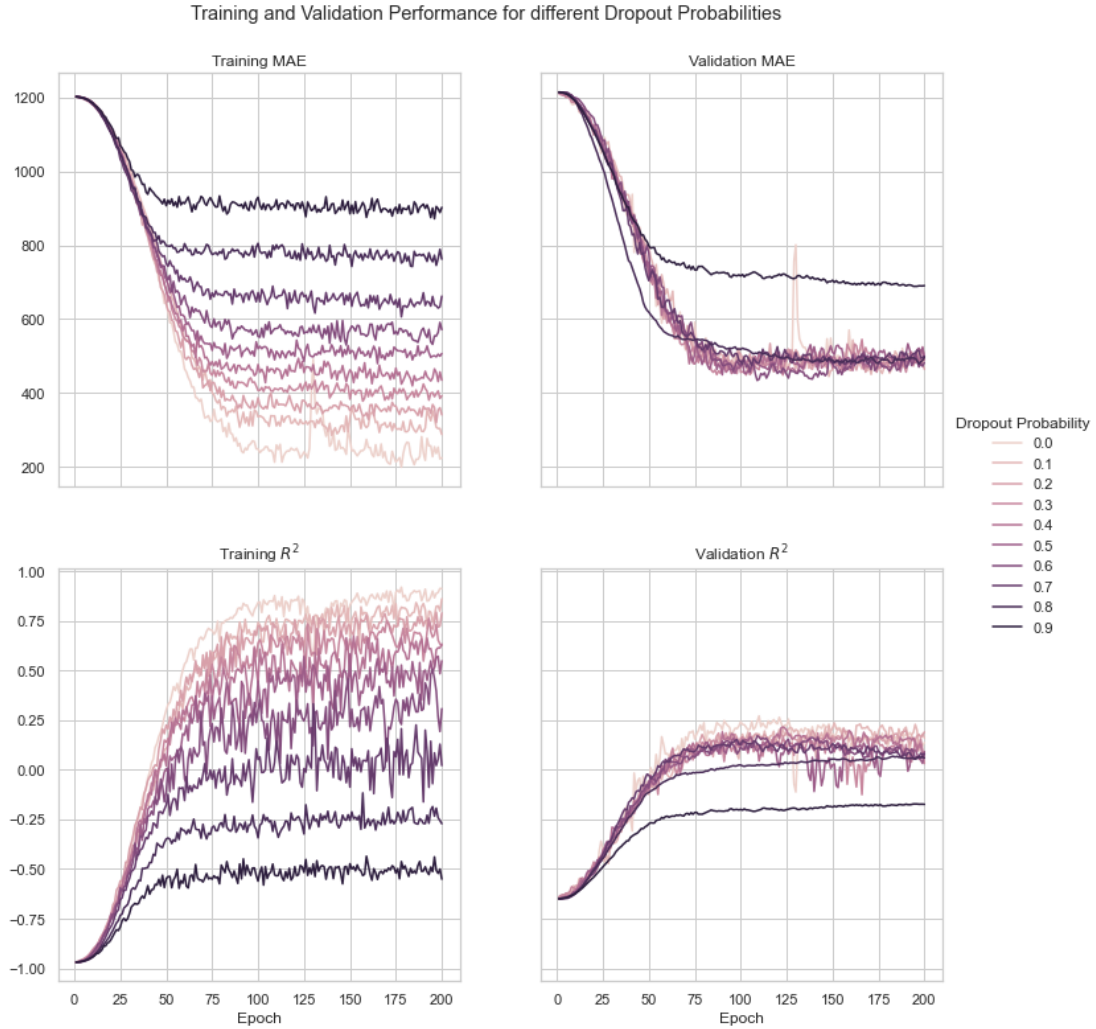 Training and Validation Performance for different Dropout Probabilities
Training MAE
1200
1000
800
600
400
200
Validation MAE
Dropout Probability
0.0
0.1
0.2
0.3
0.4
0.5
0.6
0.7
0.8
0.9
Training R²
1.00
0.75
0.50
0.25
0.00
−0.25
−0.50
−0.75
−1.00
0 25 50 75 100 125 150 175 200
Epoch
Validation R²
0 25 50 75 100 125 150 175 200
Epoch